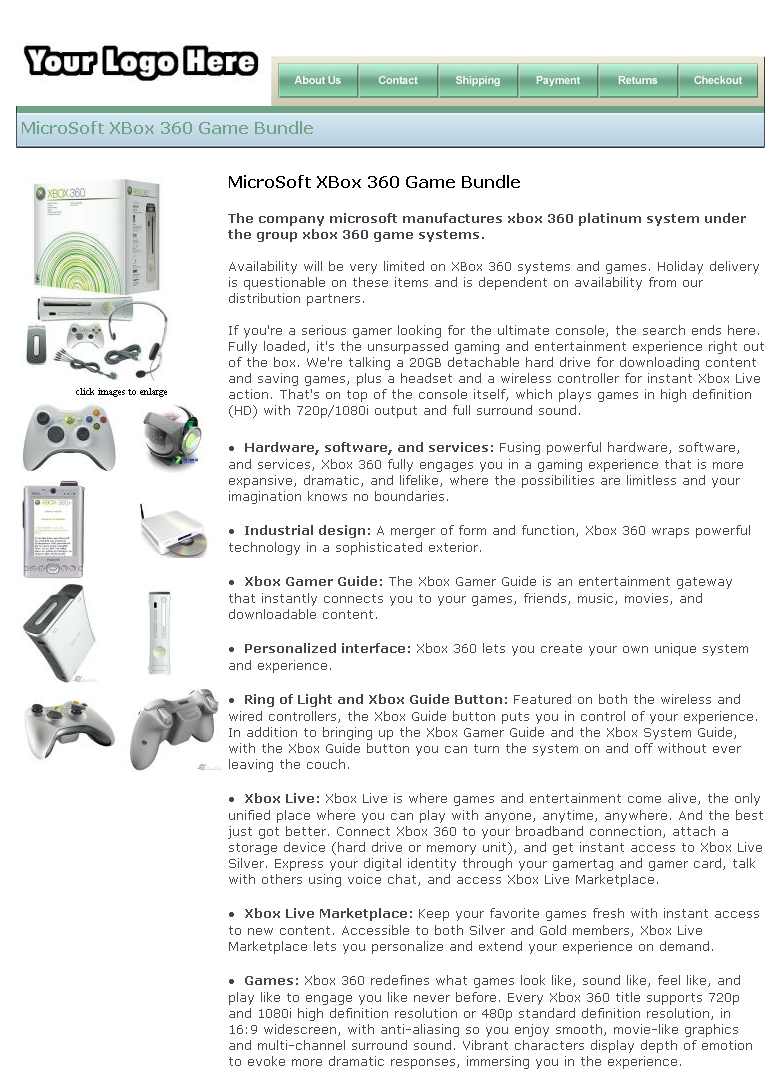 Your Logo Here
About Us
Contact
Shipping
Payment
Returns
Checkout
MicroSoft XBox 360 Game Bundle
XBOX 360
click images to enlarge
MicroSoft XBox 360 Game Bundle
The company microsoft manufactures xbox 360 platinum system under
the group xbox 360 game systems.
Availability will be very limited on XBox 360 systems and games. Holiday delivery
is questionable on these items and is dependent on availability from our
distribution partners.
If you're a serious gamer looking for the ultimate console, the search ends here.
Fully loaded, it's the unsurpassed gaming and entertainment experience right out
of the box. We're talking a 20GB detachable hard drive for downloading content
and saving games, plus a headset and a wireless controller for instant Xbox Live
action. That's on top of the console itself, which plays games in high definition
(HD) with 720p/1080i output and full surround sound.
• Hardware, software, and services: Fusing powerful hardware, software,
and services, Xbox 360 fully engages you in a gaming experience that is more
expansive, dramatic, and lifelike, where the possibilities are limitless and your
imagination knows no boundaries.
• Industrial design: A merger of form and function, Xbox 360 wraps powerful
technology in a sophisticated exterior.
• Xbox Gamer Guide: The Xbox Gamer Guide is an entertainment gateway
that instantly connects you to your games, friends, music, movies, and
downloadable content.
• Personalized interface: Xbox 360 lets you create your own unique system
and experience.
• Ring of Light and Xbox Guide Button: Featured on both the wireless and
wired controllers, the Xbox Guide button puts you in control of your experience.
In addition to bringing up the Xbox Gamer Guide and the Xbox System Guide,
with the Xbox Guide button you can turn the system on and off without ever
leaving the couch.
• Xbox Live: Xbox Live is where games and entertainment come alive, the only
unified place where you can play with anyone, anytime, anywhere. And the best
just got better. Connect Xbox 360 to your broadband connection, attach a
storage device (hard drive or memory unit), and get instant access to Xbox Live
Silver. Express your digital identity through your gamertag and gamer card, talk
with others using voice chat, and access Xbox Live Marketplace.
• Xbox Live Marketplace: Keep your favorite games fresh with instant access
to new content. Accessible to both Silver and Gold members, Xbox Live
Marketplace lets you personalize and extend your experience on demand.
• Games: Xbox 360 redefines what games look like, sound like, feel like, and
play like to engage you like never before. Every Xbox 360 title supports 720p
and 1080i high definition resolution or 480p standard definition resolution, in
16:9 widescreen, with anti-aliasing so you enjoy smooth, movie-like graphics
and multi-channel surround sound. Vibrant characters display depth of emotion
to evoke more dramatic responses, immersing you in the experience.